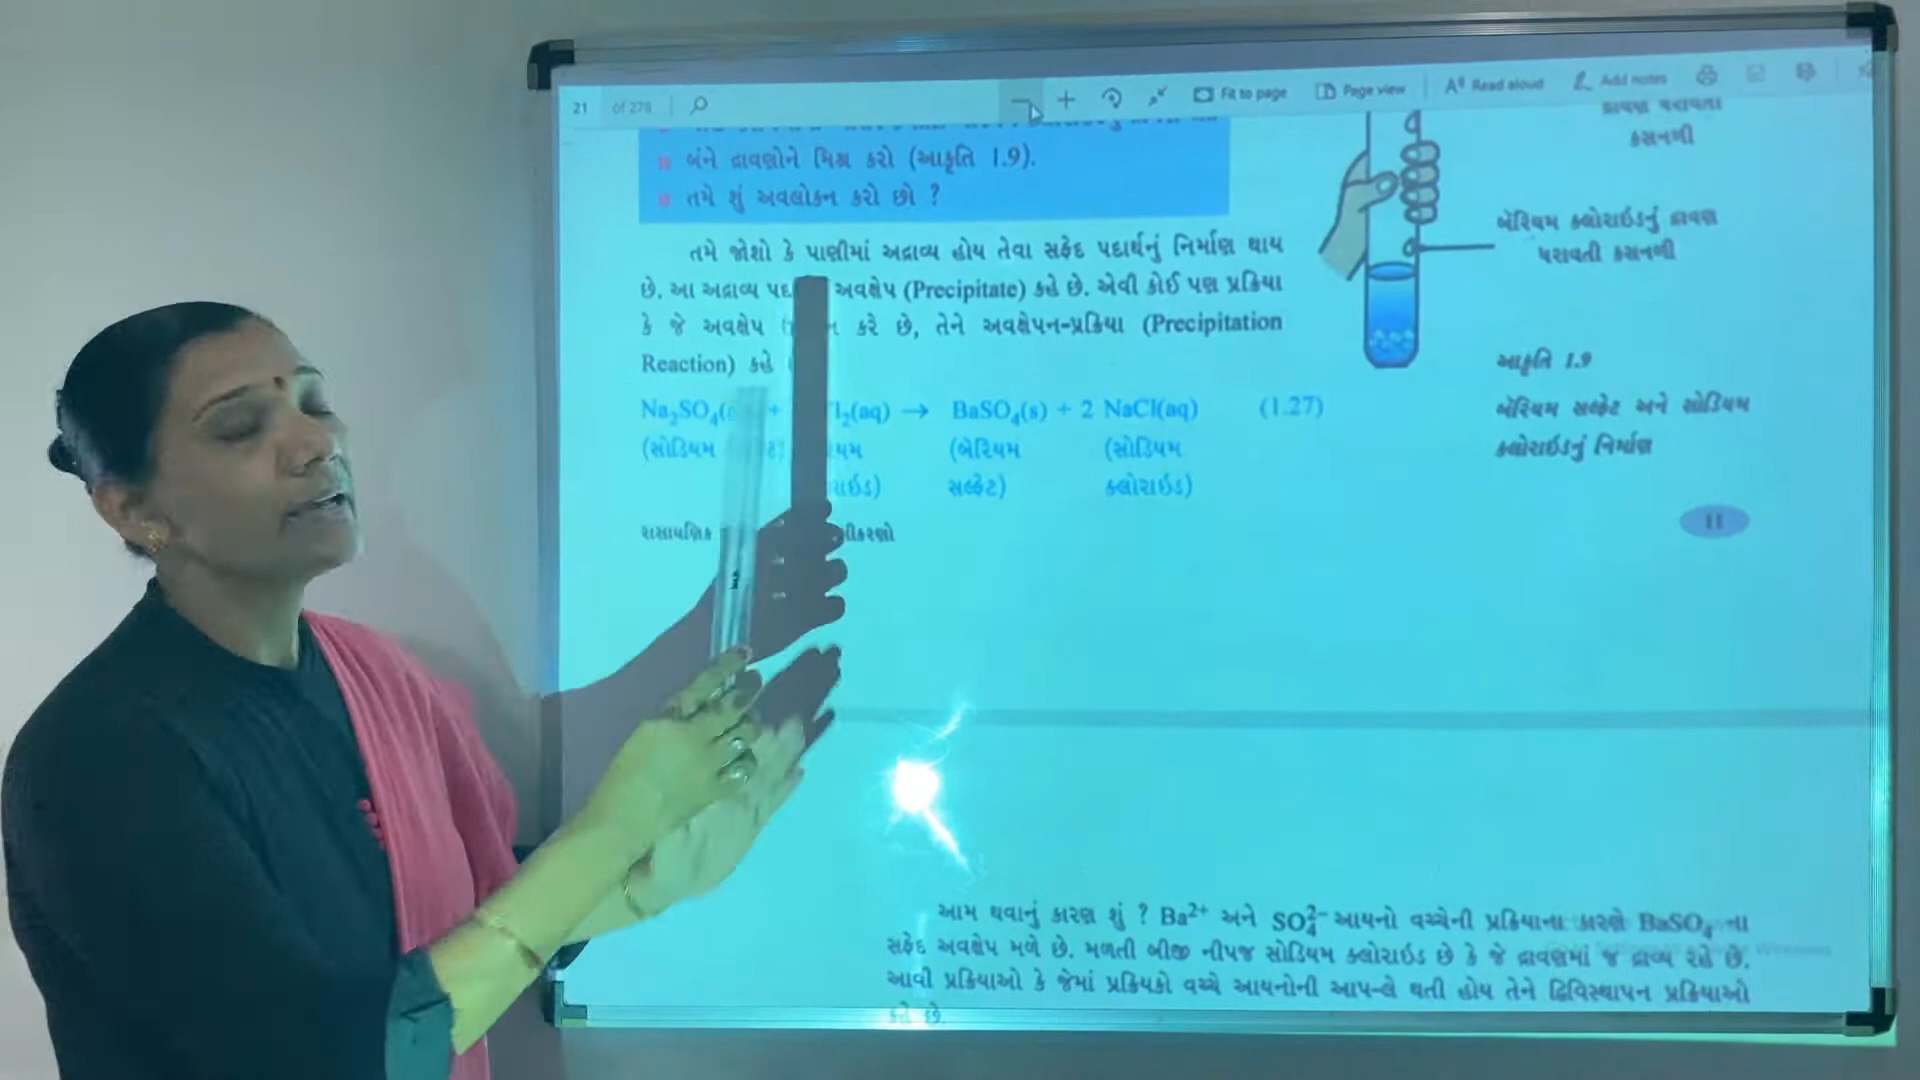 21 of 278
Fit to page
Page view
Read aloud
Add notes
બંને દ્રાવણોને મિશ્ર કરો (આકૃતિ 1.9).
તમે શું અવલોકન કરો છો ?
તમે જોશો કે પાણીમાં અદ્રાવ્ય હોય તેવા સફેદ પદાર્થનું નિર્માણ થાય
છે. આ અદ્રાવ્ય અવક્ષેપ (Precipitate) કહે છે. એવી કોઈ પણ પ્રક્રિયા
કે જે અવક્ષેપ કરે છે, તેને અવક્ષેપન-પ્રક્રિયા (Precipitation
Reaction) કહે
Na₂SO₄ + l₂(aq) → BaSO₄(s) + 2 NaCl(aq) (1.27)
(સોડિયમ (બેરિયમ (સોડિયમ
સલ્ફેટ) ક્લોરાઇડ)
રાસાયણિક
કસનળી
બૅરિયમ ક્લોરાઇડનું દ્રાવણ
ધરાવતી કસનળી
આકૃતિ 1.9
બૅરિયમ સલ્ફેટ અને સોડિયમ
ક્લોરાઇડનું નિર્માણ
11
આમ થવાનું કારણ શું ? Ba²⁺ અને SO₄²⁻ આયનો વચ્ચેની પ્રક્રિયાના કારણે BaSO₄ ના
સફેદ અવક્ષેપ મળે છે. મળતી બીજી નીપજ સોડિયમ ક્લોરાઇડ છે કે જે દ્રાવણમાં જ દ્રાવ્ય રહે છે.
આવી પ્રક્રિયાઓ કે જેમાં પ્રક્રિયકો વચ્ચે આયનોની આપ-લે થતી હોય તેને દ્વિવિસ્થાપન પ્રક્રિયાઓ
કહે છે.